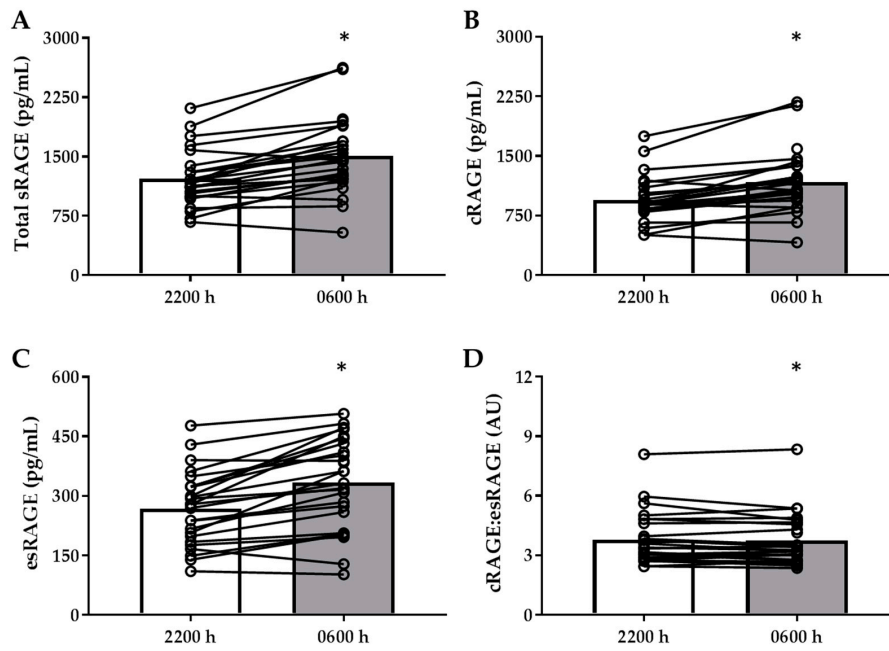 A
Total sRAGE (pg/mL)
3000
2250
1500
750
0
*
2200 h
0600 h
B
cRAGE (pg/mL)
3000
2250
1500
750
0
*
2200 h
0600 h
C
esRAGE (pg/mL)
600
450
300
150
0
*
2200 h
0600 h
D
cRAGE:esRAGE (AU)
12
9
6
3
0
*
2200 h
0600 h